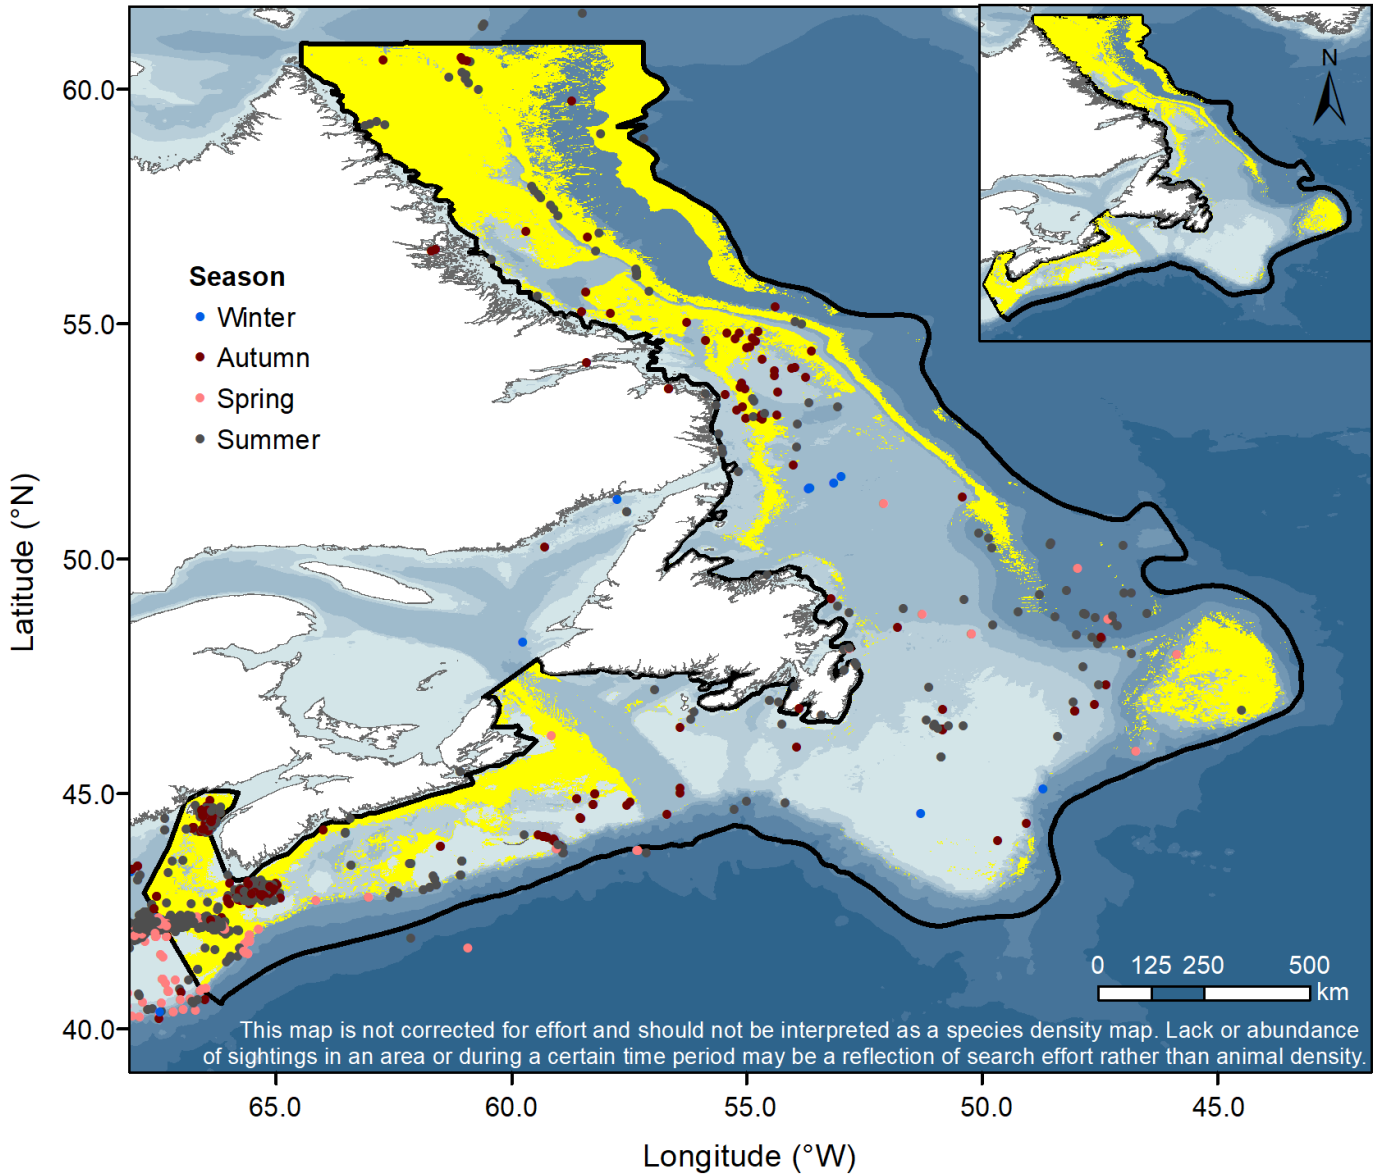 N
60.0
55.0
50.0
45.0
40.0
Latitude (°N)
Season
Winter
Autumn
Spring
Summer
0 125 250 500
km
This map is not corrected for effort and should not be interpreted as a species density map. Lack or abundance
of sightings in an area or during a certain time period may be a reflection of search effort rather than animal density.
65.0 60.0 55.0 50.0 45.0
Longitude (°W)